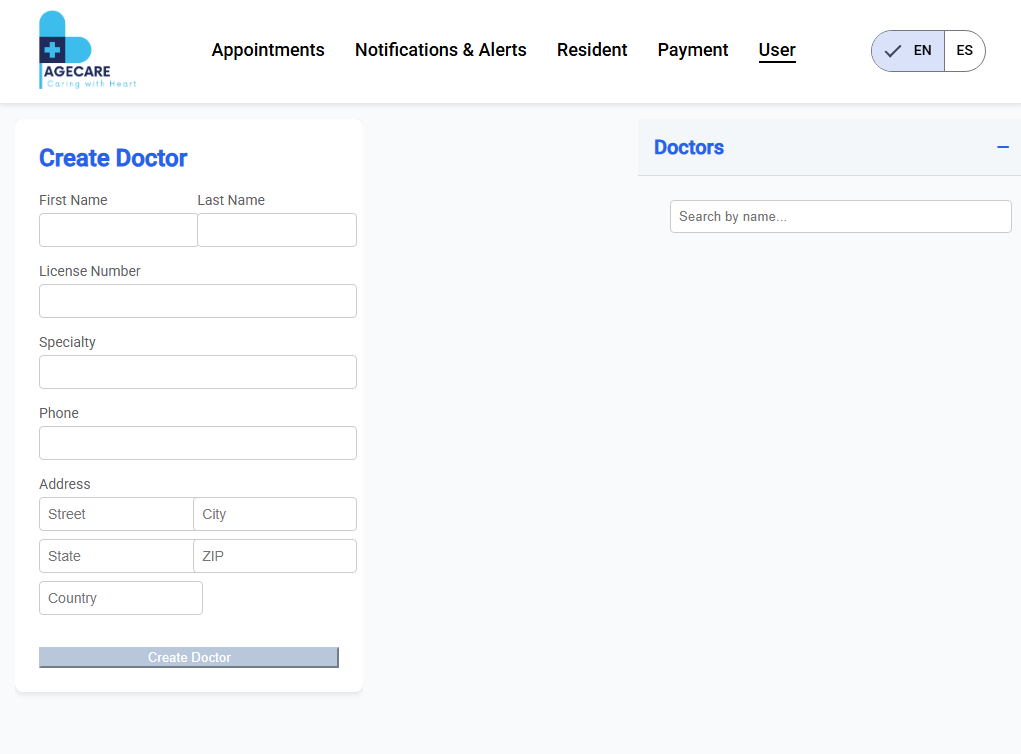 AGECARE
Caring with Heart
Appointments Notifications & Alerts Resident Payment User
EN ES
Create Doctor
First Name Last Name
License Number
Specialty
Phone
Address
Street City
State ZIP
Country
Create Doctor
Doctors
Search by name...